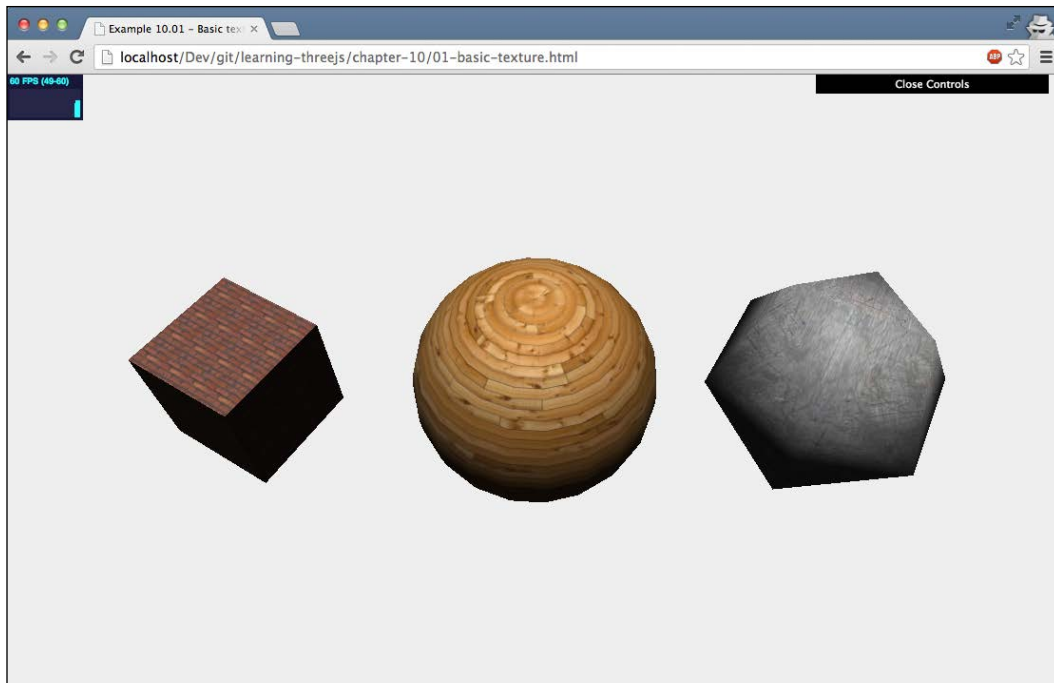 Example 10.01 – Basic tex
localhost/Dev/git/learning-threejs/chapter-10/01-basic-texture.html
ABP
60 FPS (49-60)
Close Controls